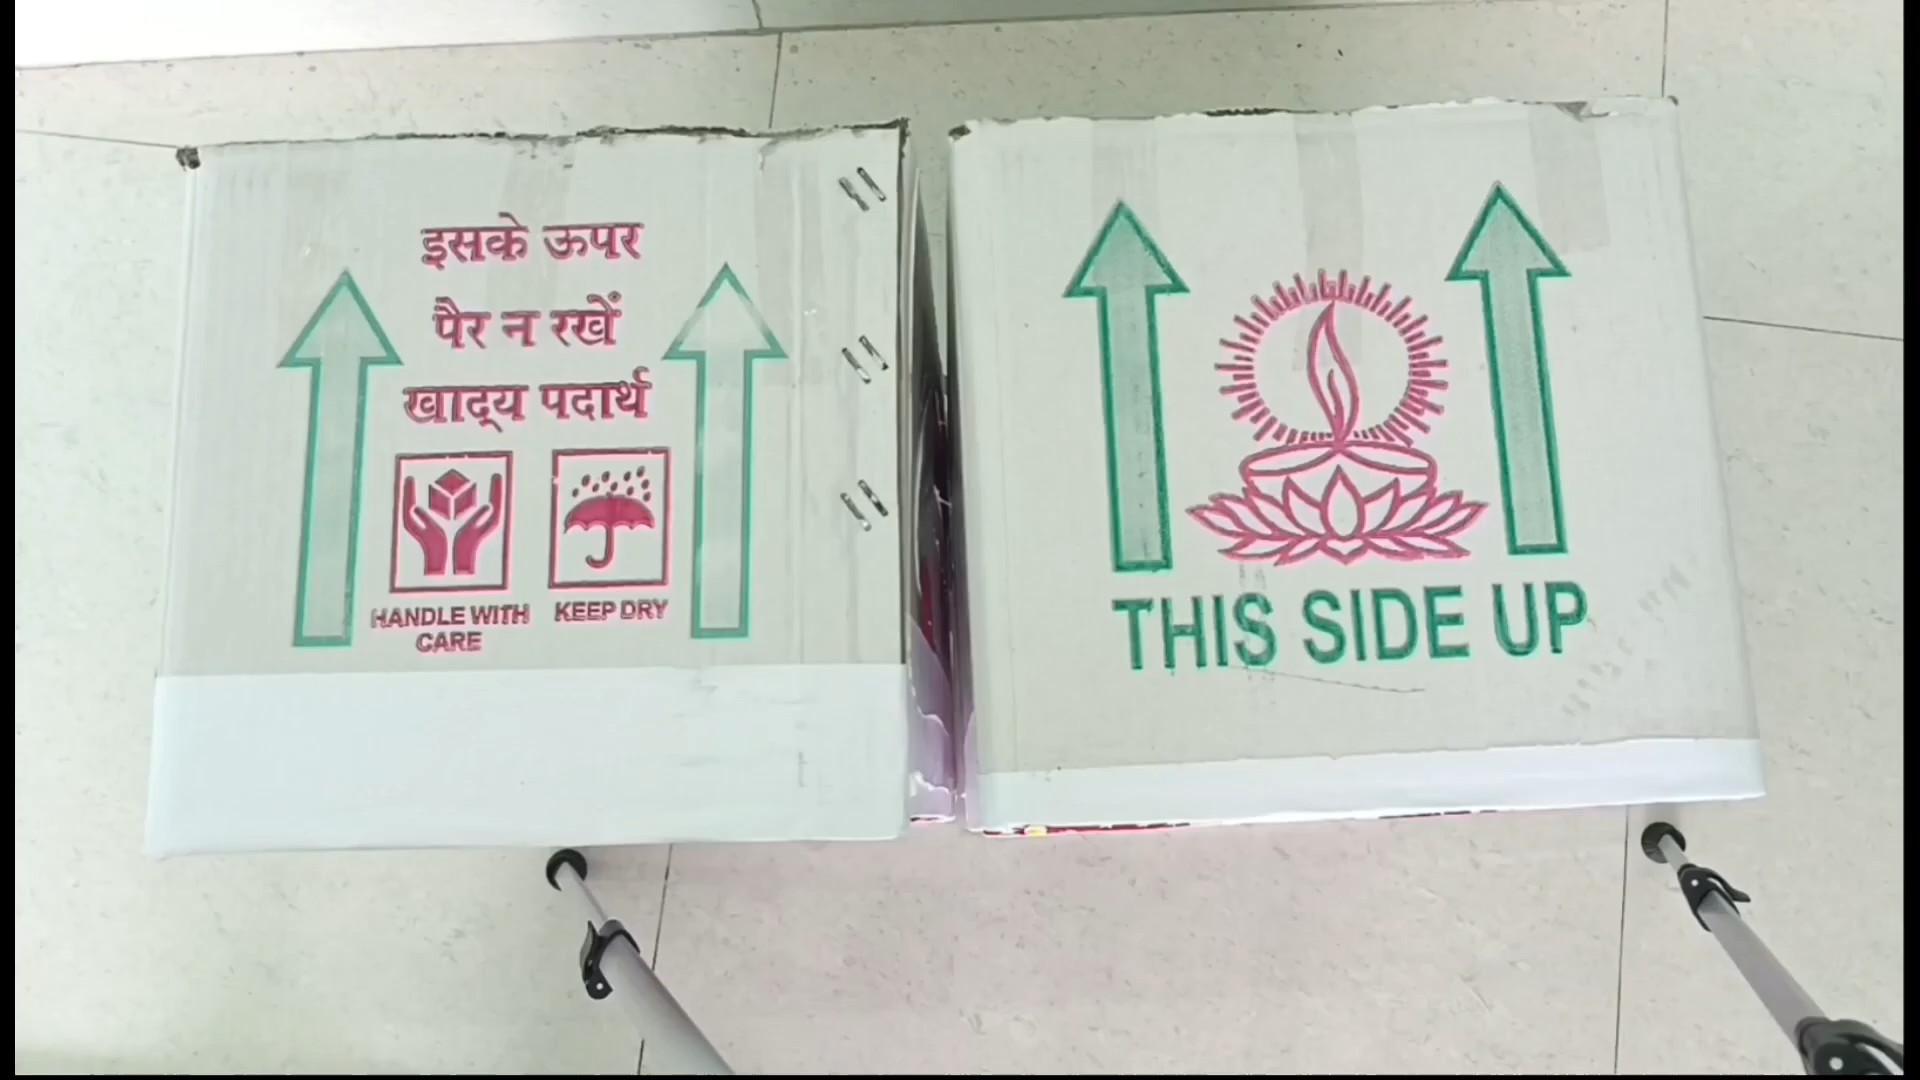 इसके ऊपर
पैर न रखें
खाद्य पदार्थ
HANDLE WITH
CARE
KEEP DRY
THIS SIDE UP